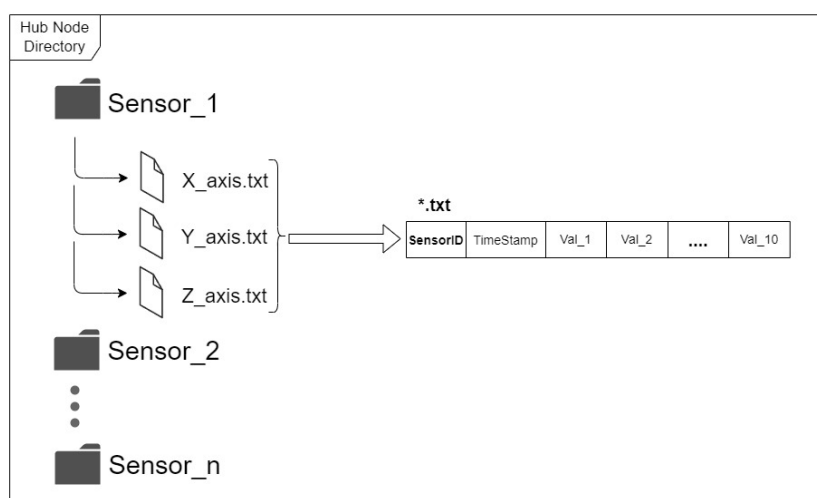 Hub Node
Directory
Sensor_1
X_axis.txt
Y_axis.txt
Z_axis.txt
*.txt
SensorID TimeStamp Val_1 Val_2 .... Val_10
Sensor_2
Sensor_n